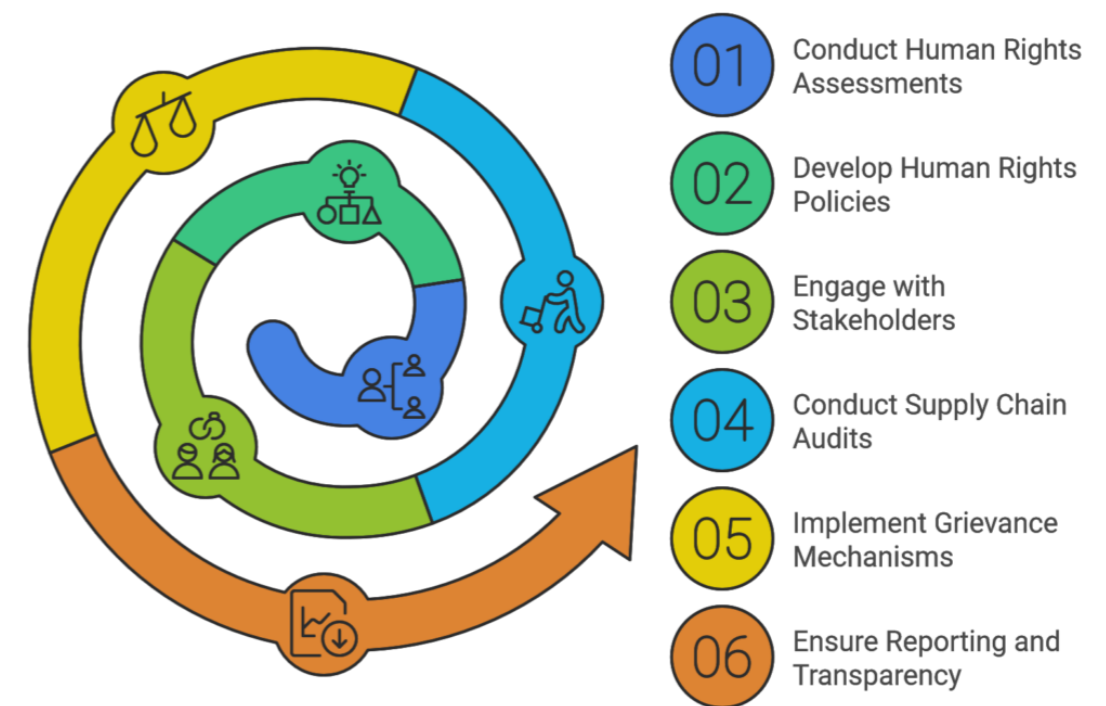 01
Conduct Human Rights
Assessments
02
Develop Human Rights
Policies
03
Engage with
Stakeholders
04
Conduct Supply Chain
Audits
05
Implement Grievance
Mechanisms
06
Ensure Reporting and
Transparency